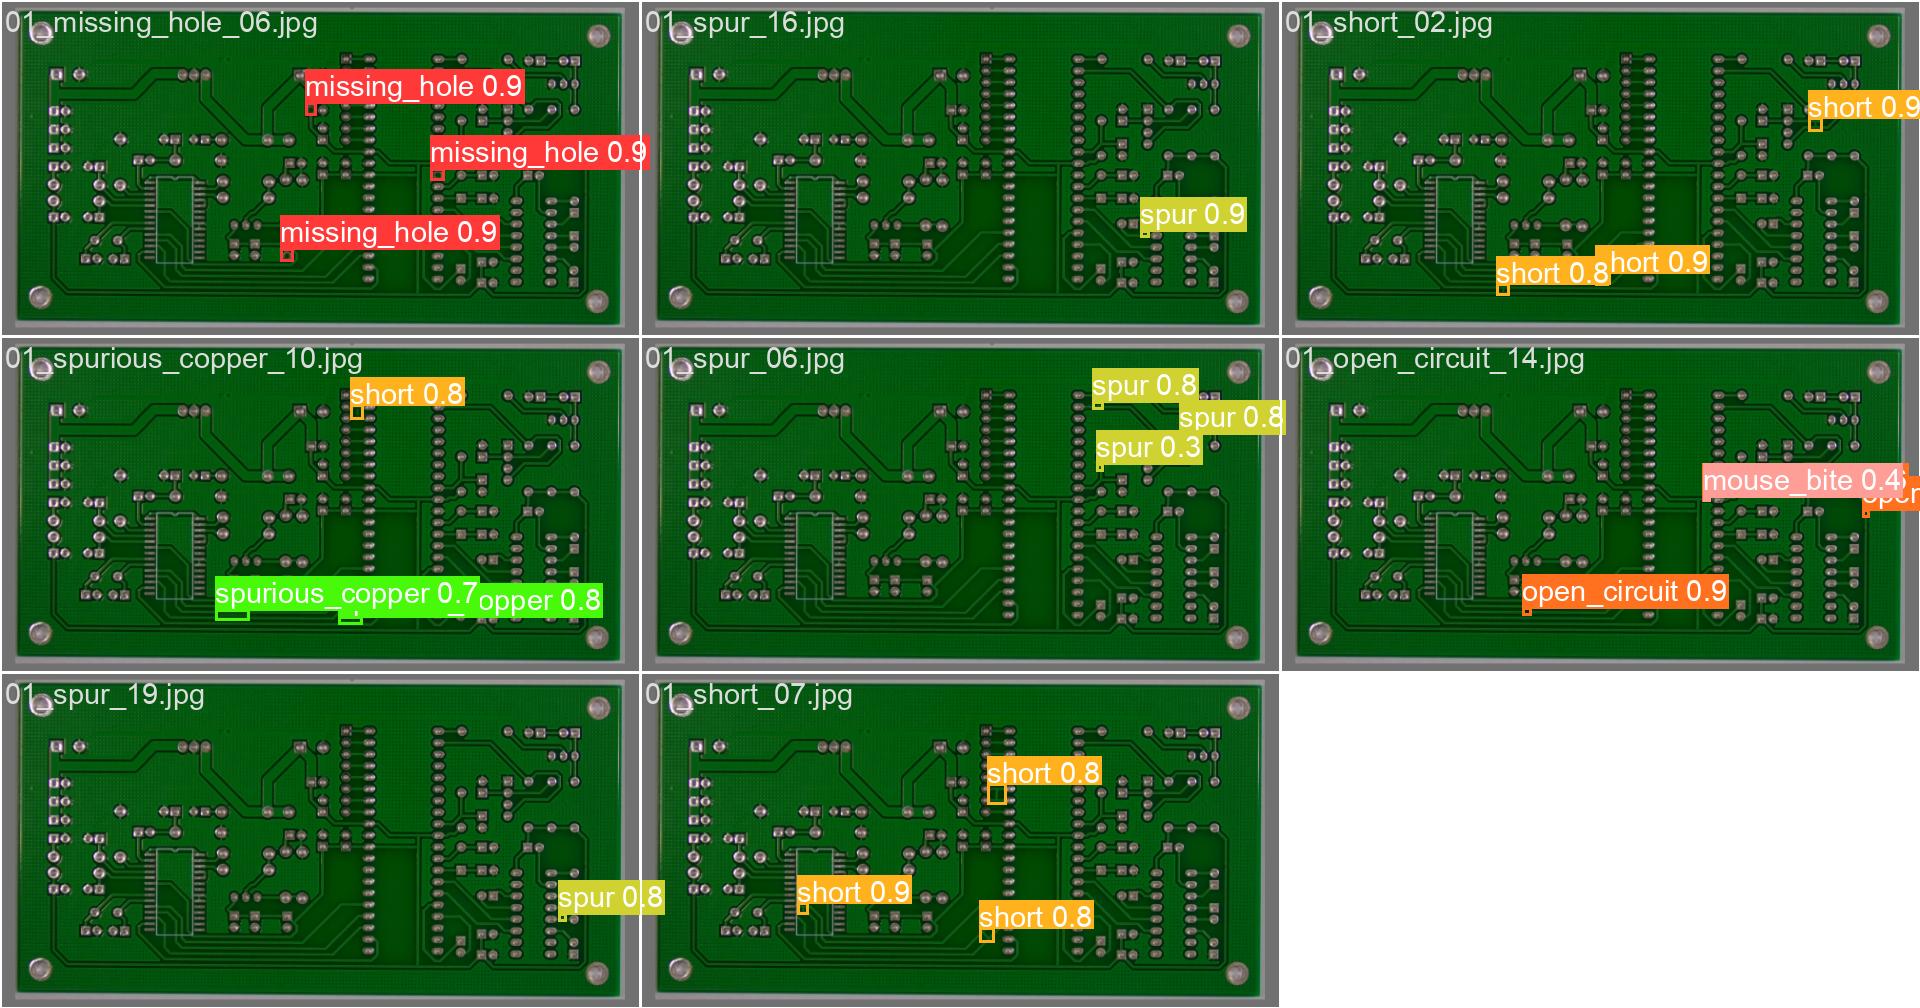 01_missing_hole_06.jpg
missing_hole 0.9
missing_hole 0.9
missing_hole 0.9
01_spur_16.jpg
spur 0.9
01_short_02.jpg
short 0.9
short 0.8
hort 0.9
01_spurious_copper_10.jpg
short 0.8
spurious_copper 0.7
opper 0.8
01_spur_06.jpg
spur 0.8
spur 0.8
spur 0.3
01_open_circuit_14.jpg
mouse_bite 0.4
open_circuit 0.9
01_spur_19.jpg
spur 0.8
01_short_07.jpg
short 0.8
short 0.9
short 0.8